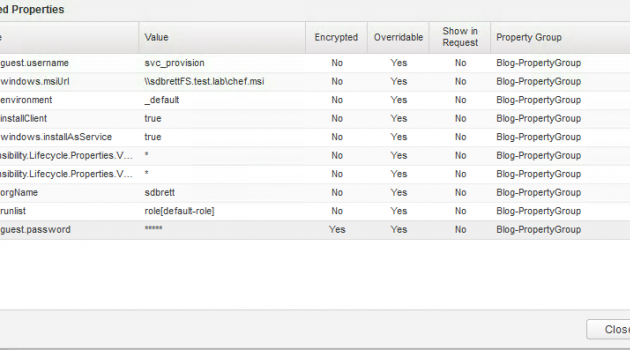 ed Properties
e Value Encrypted Overridable Show in Request Property Group
guest.username svc_provision No Yes No Blog-PropertyGroup
windows.msiUrl \\sdbrettFS.test.lab\chef.msi No Yes No Blog-PropertyGroup
environment _default No Yes No Blog-PropertyGroup
installClient true No Yes No Blog-PropertyGroup
windows.installAsService true No Yes No Blog-PropertyGroup
nsibility.Lifecycle.Properties.V... * No Yes No Blog-PropertyGroup
nsibility.Lifecycle.Properties.V... * No Yes No Blog-PropertyGroup
orgName sdbrett No Yes No Blog-PropertyGroup
runlist role[default-role] No Yes No Blog-PropertyGroup
guest.password ***** Yes Yes No Blog-PropertyGroup
Close